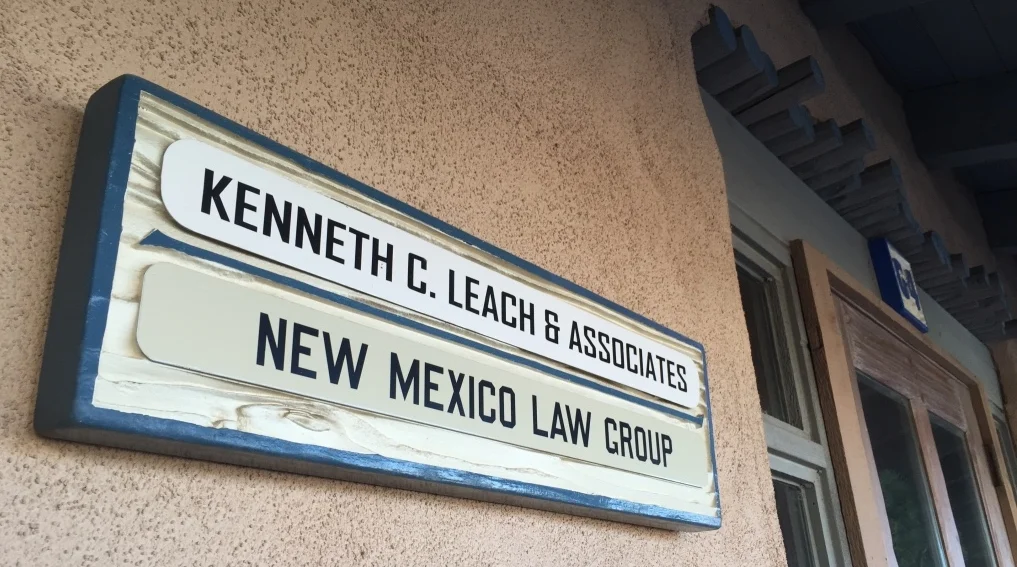 KENNETH C. LEACH & ASSOCIATES
NEW MEXICO LAW GROUP